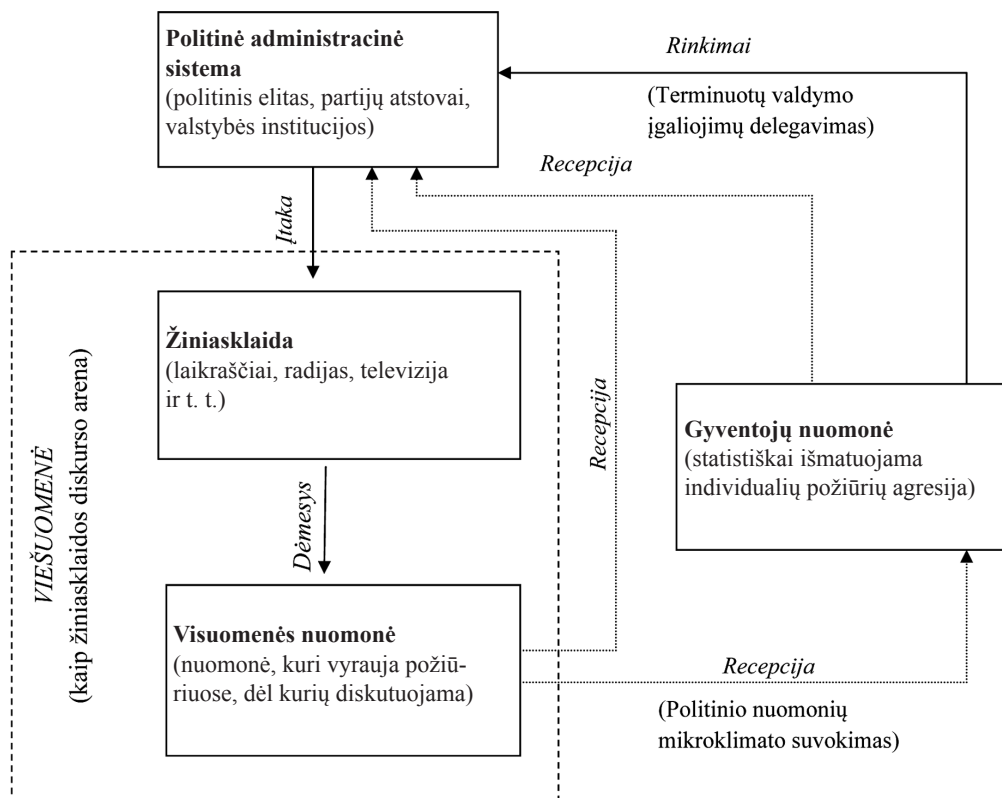 Politinė administracinė
sistema
(politinis elitas, partijų atstovai,
valstybės institucijos)
Rinkimai
(Terminuotų valdymo
įgaliojimų delegavimas)
Recepcija
Įtaka
VIEŠUOMENĖ
(kaip žiniasklaidos diskurso arena)
Žiniasklaida
(laikraščiai, radijas, televizija
ir t. t.)
Recepcija
Gyventojų nuomonė
(statistiškai išmatuojama
individualių požiūrių agresija)
Dėmesys
Visuomenės nuomonė
(nuomonė, kuri vyrauja požiū-
riuose, dėl kurių diskutuojama)
Recepcija
(Politinio nuomonių
mikroklimato suvokimas)